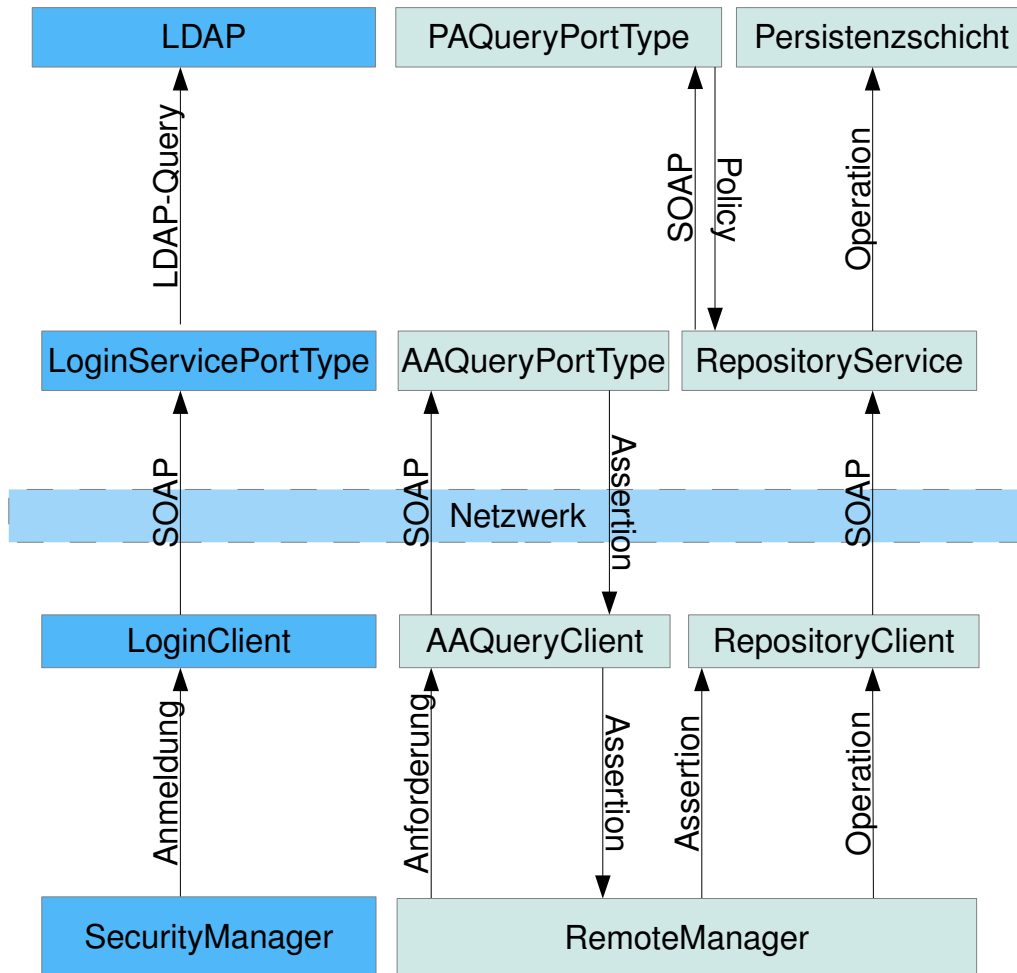 LDAP
PAQueryPortType
Persistenzschicht
LDAP-Query
SOAP
Policy
Operation
LoginServicePortType
AAQueryPortType
RepositoryService
SOAP
SOAP
Assertion
SOAP
Netzwerk
LoginClient
AAQueryClient
RepositoryClient
Anmeldung
Anforderung
Assertion
Assertion
Operation
SecurityManager
RemoteManager